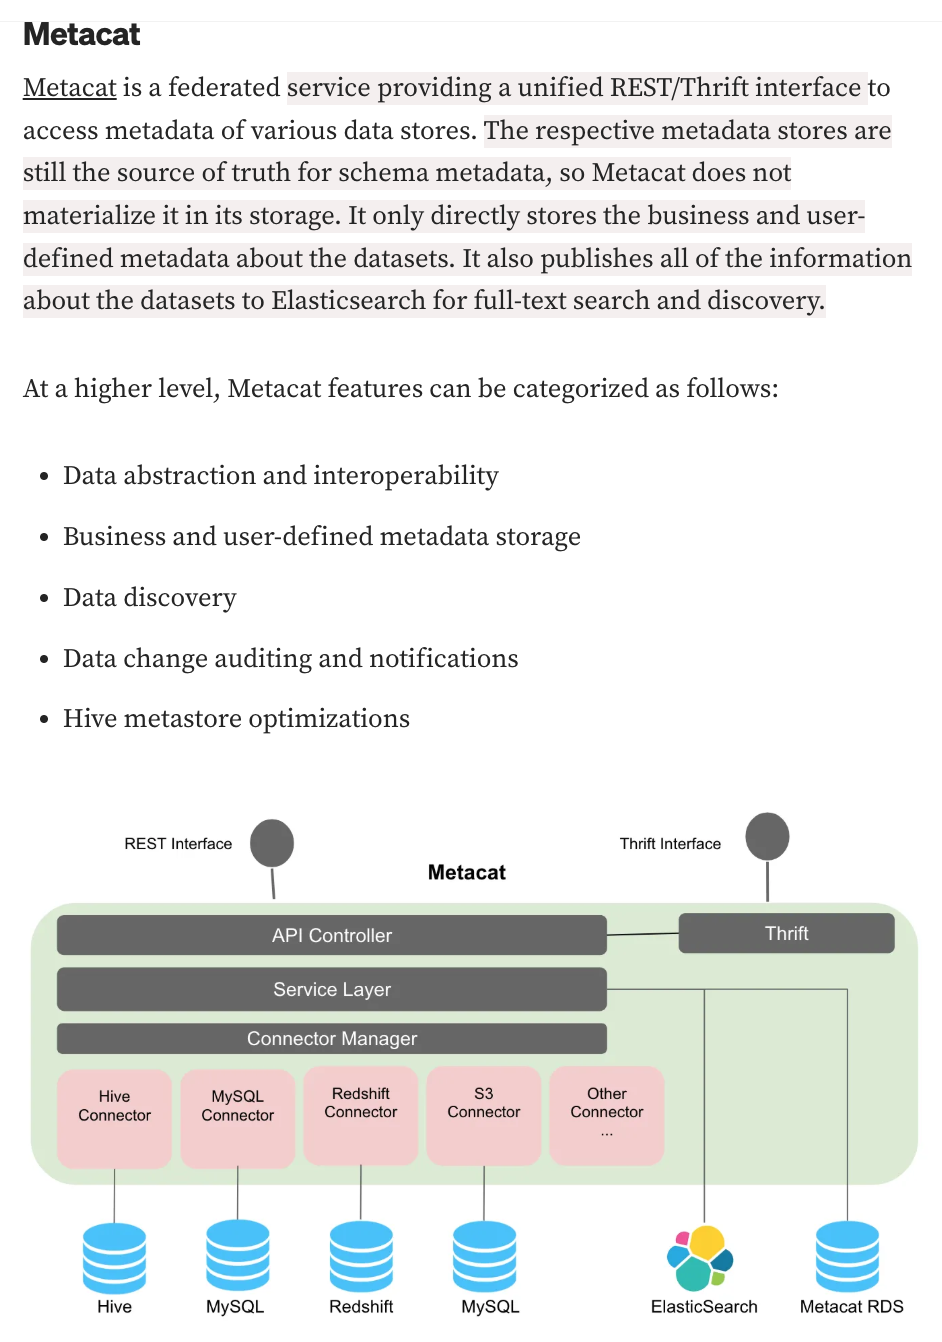 Metacat
Metacat is a federated service providing a unified REST/Thrift interface to
access metadata of various data stores. The respective metadata stores are
still the source of truth for schema metadata, so Metacat does not
materialize it in its storage. It only directly stores the business and user-
defined metadata about the datasets. It also publishes all of the information
about the datasets to Elasticsearch for full-text search and discovery.
At a higher level, Metacat features can be categorized as follows:
• Data abstraction and interoperability
• Business and user-defined metadata storage
• Data discovery
• Data change auditing and notifications
• Hive metastore optimizations
REST Interface
Thrift Interface
Metacat
API Controller
Thrift
Service Layer
Connector Manager
Hive
Connector
MySQL
Connector
Redshift
Connector
S3
Connector
Other
Connector
...
Hive
MySQL
Redshift
MySQL
ElasticSearch
Metacat RDS